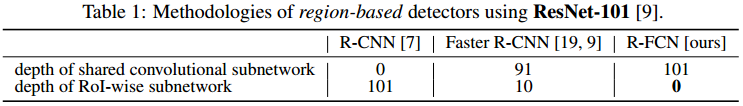 Table 1: Methodologies of region-based detectors using ResNet-101 [9].
R-CNN [7] Faster R-CNN [19, 9] R-FCN [ours]
depth of shared convolutional subnetwork 0 91 101
depth of RoI-wise subnetwork 101 10 0